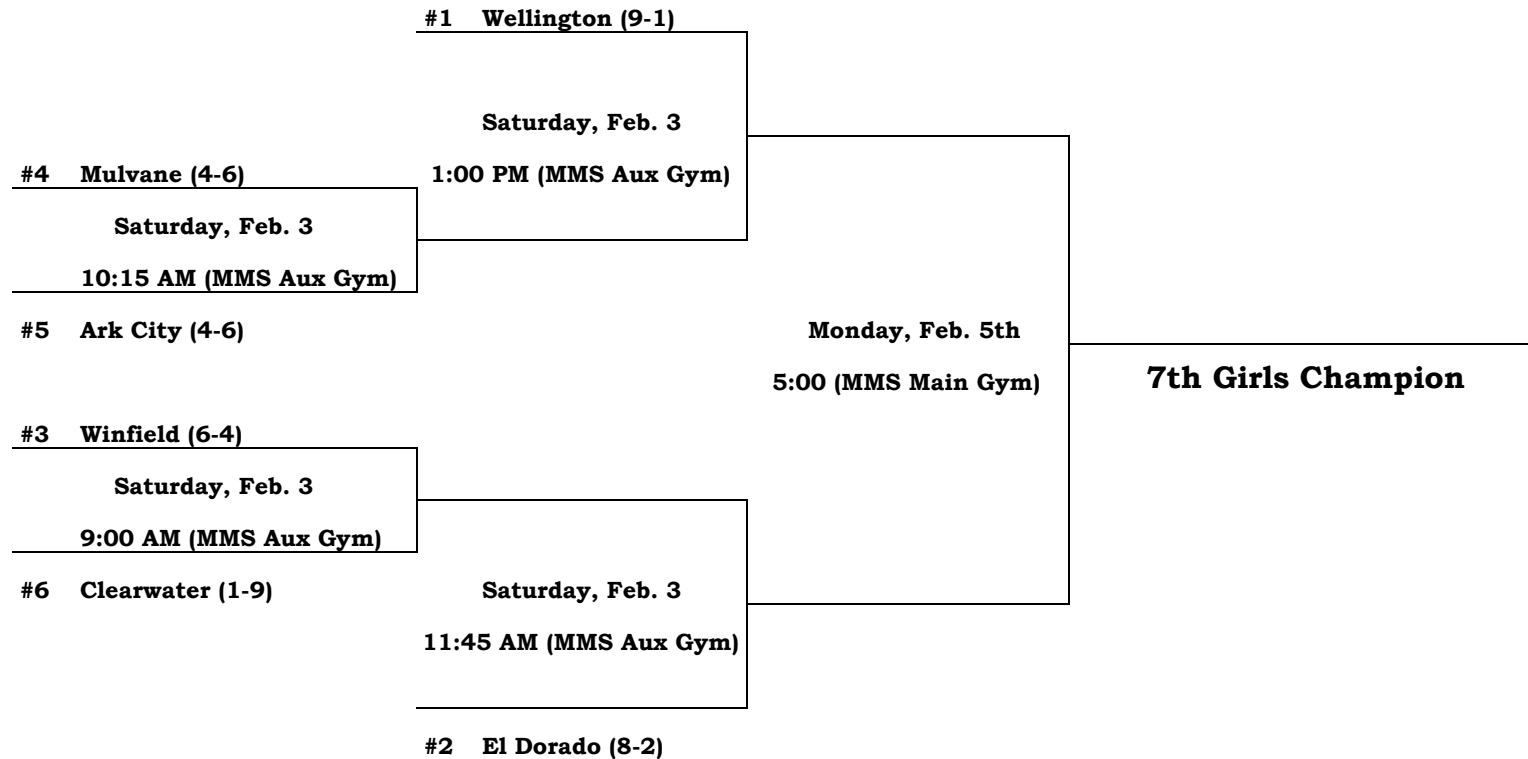 #1 Wellington (9-1)
Saturday, Feb. 3
1:00 PM (MMS Aux Gym)
#4 Mulvane (4-6)
Saturday, Feb. 3
10:15 AM (MMS Aux Gym)
#5 Ark City (4-6)
Monday, Feb. 5th
5:00 (MMS Main Gym)
7th Girls Champion
#3 Winfield (6-4)
Saturday, Feb. 3
9:00 AM (MMS Aux Gym)
#6 Clearwater (1-9)
Saturday, Feb. 3
11:45 AM (MMS Aux Gym)
#2 El Dorado (8-2)